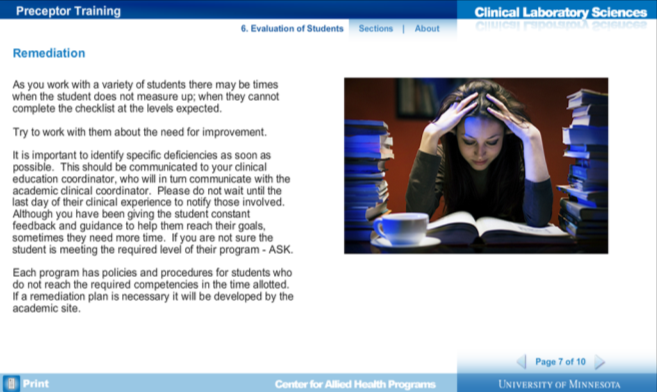 Preceptor Training
Clinical Laboratory Sciences
6. Evaluation of Students
Sections | About
Remediation
As you work with a variety of students there may be times
when the student does not measure up; when they cannot
complete the checklist at the levels expected.
Try to work with them about the need for improvement.
It is important to identify specific deficiencies as soon as
possible. This should be communicated to your clinical
education coordinator, who will in turn communicate with the
academic clinical coordinator. Please do not wait until the
last day of their clinical experience to notify those involved.
Although you have been giving the student constant
feedback and guidance to help them reach their goals,
sometimes they need more time. If you are not sure the
student is meeting the required level of their program - ASK.
Each program has policies and procedures for students who
do not reach the required competencies in the time allotted.
If a remediation plan is necessary it will be developed by the
academic site.
Page 7 of 10
Print
Center for Allied Health Programs
UNIVERSITY OF MINNESOTA